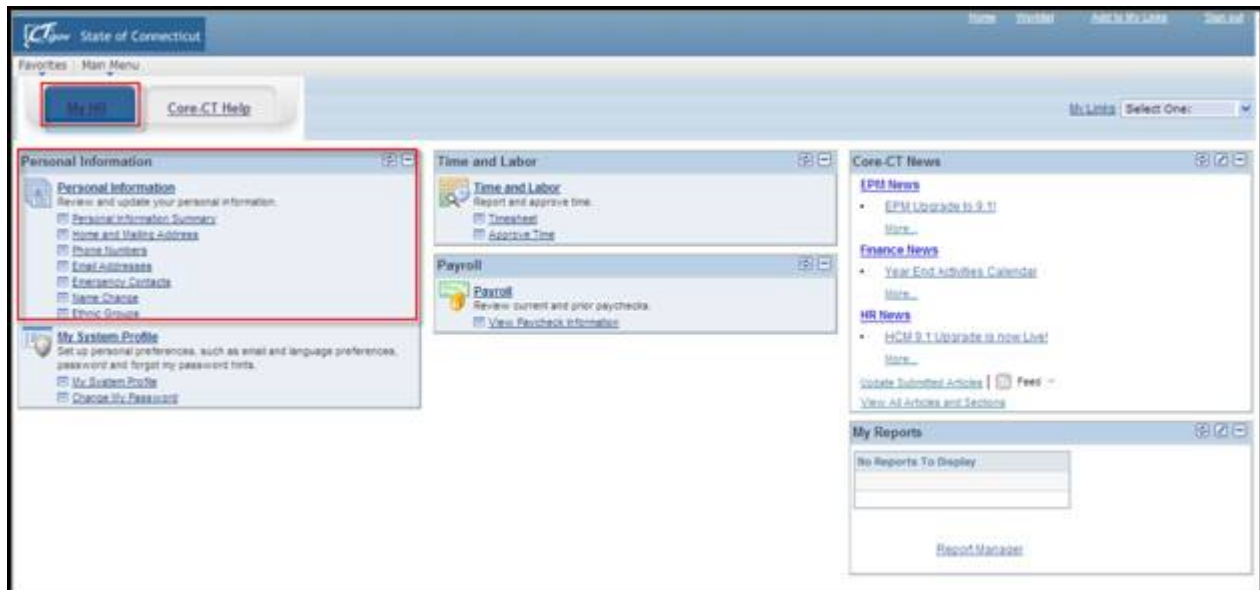 Home Worklist Add to My Links Sign out
CT.gov State of Connecticut
Favorites Main Menu
My HR Core-CT Help
My Links Select One:
Personal Information
Personal Information
Review and update your personal information.
Personal Information Summary
Home and Mailing Address
Phone Numbers
Email Addresses
Emergency Contacts
Name Change
Ethnic Groups
My System Profile
Set up personal preferences, such as email and language preferences,
password and forgot my password hints.
My System Profile
Change My Password
Time and Labor
Time and Labor
Report and approve time.
Timesheet
Approve Time
Payroll
Payroll
Review current and prior paychecks.
View Paycheck Information
Core-CT News
EPM News
• EPM Upgrade to 9.1!
More...
Finance News
• Year End Activities Calendar
More...
HR News
• HCM 9.1 Upgrade is now Live!
More...
Update Submitted Articles | Feed
View All Articles and Sections
My Reports
No Reports To Display
Report Manager